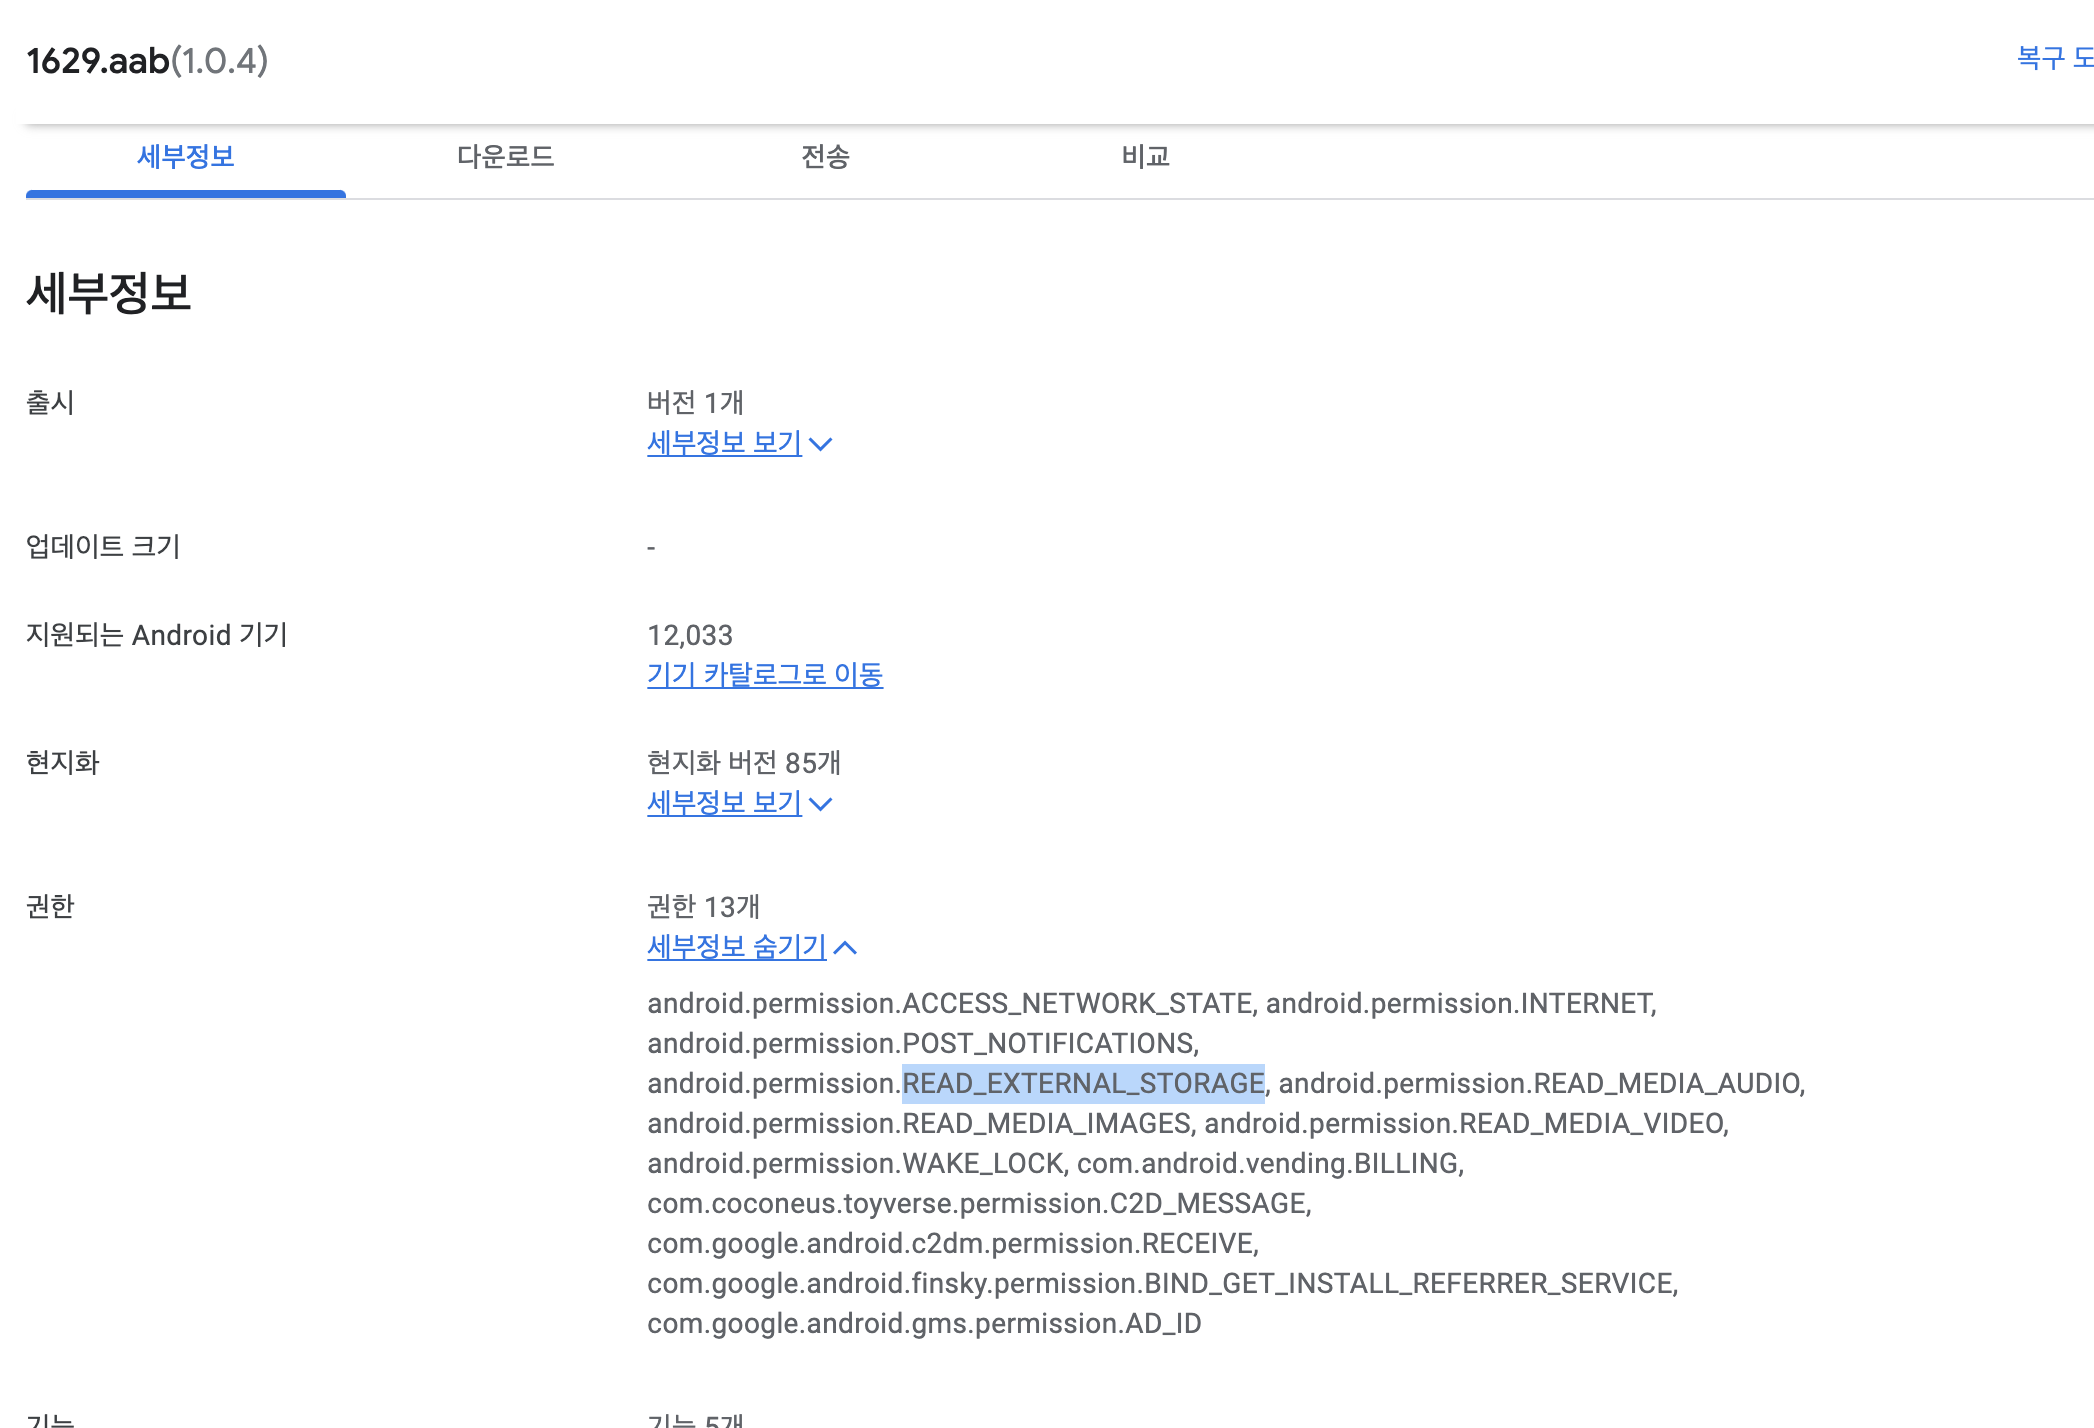 1629.aab(1.0.4)
복구 도
세부정보 다운로드 전송 비교
세부정보
출시 버전 1개
세부정보 보기
업데이트 크기 -
지원되는 Android 기기 12,033
기기 카탈로그로 이동
현지화 현지화 버전 85개
세부정보 보기
권한 권한 13개
세부정보 숨기기
android.permission.ACCESS_NETWORK_STATE, android.permission.INTERNET,
android.permission.POST_NOTIFICATIONS,
android.permission.READ_EXTERNAL_STORAGE, android.permission.READ_MEDIA_AUDIO,
android.permission.READ_MEDIA_IMAGES, android.permission.READ_MEDIA_VIDEO,
android.permission.WAKE_LOCK, com.android.vending.BILLING,
com.coconeus.toyverse.permission.C2D_MESSAGE,
com.google.android.c2dm.permission.RECEIVE,
com.google.android.finsky.permission.BIND_GET_INSTALL_REFERRER_SERVICE,
com.google.android.gms.permission.AD_ID
기능 기능 5개